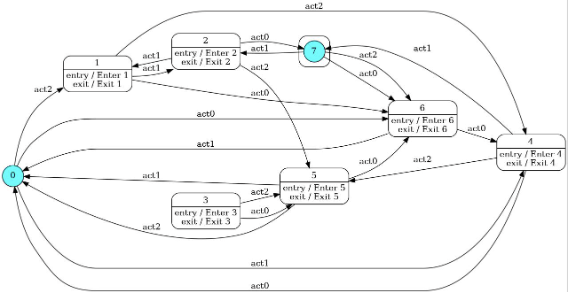 act2
2
entry / Enter 2
exit / Exit 2
act0
act1
7
act2
act1
1
entry / Enter 1
exit / Exit 1
act1
act1
act2
act2
act0
act0
6
entry / Enter 6
exit / Exit 6
act0
act0
act1
4
entry / Enter 4
exit / Exit 4
act2
0
act1
5
entry / Enter 5
exit / Exit 5
act0
3
entry / Enter 3
exit / Exit 3
act2
act0
act2
act1
act0